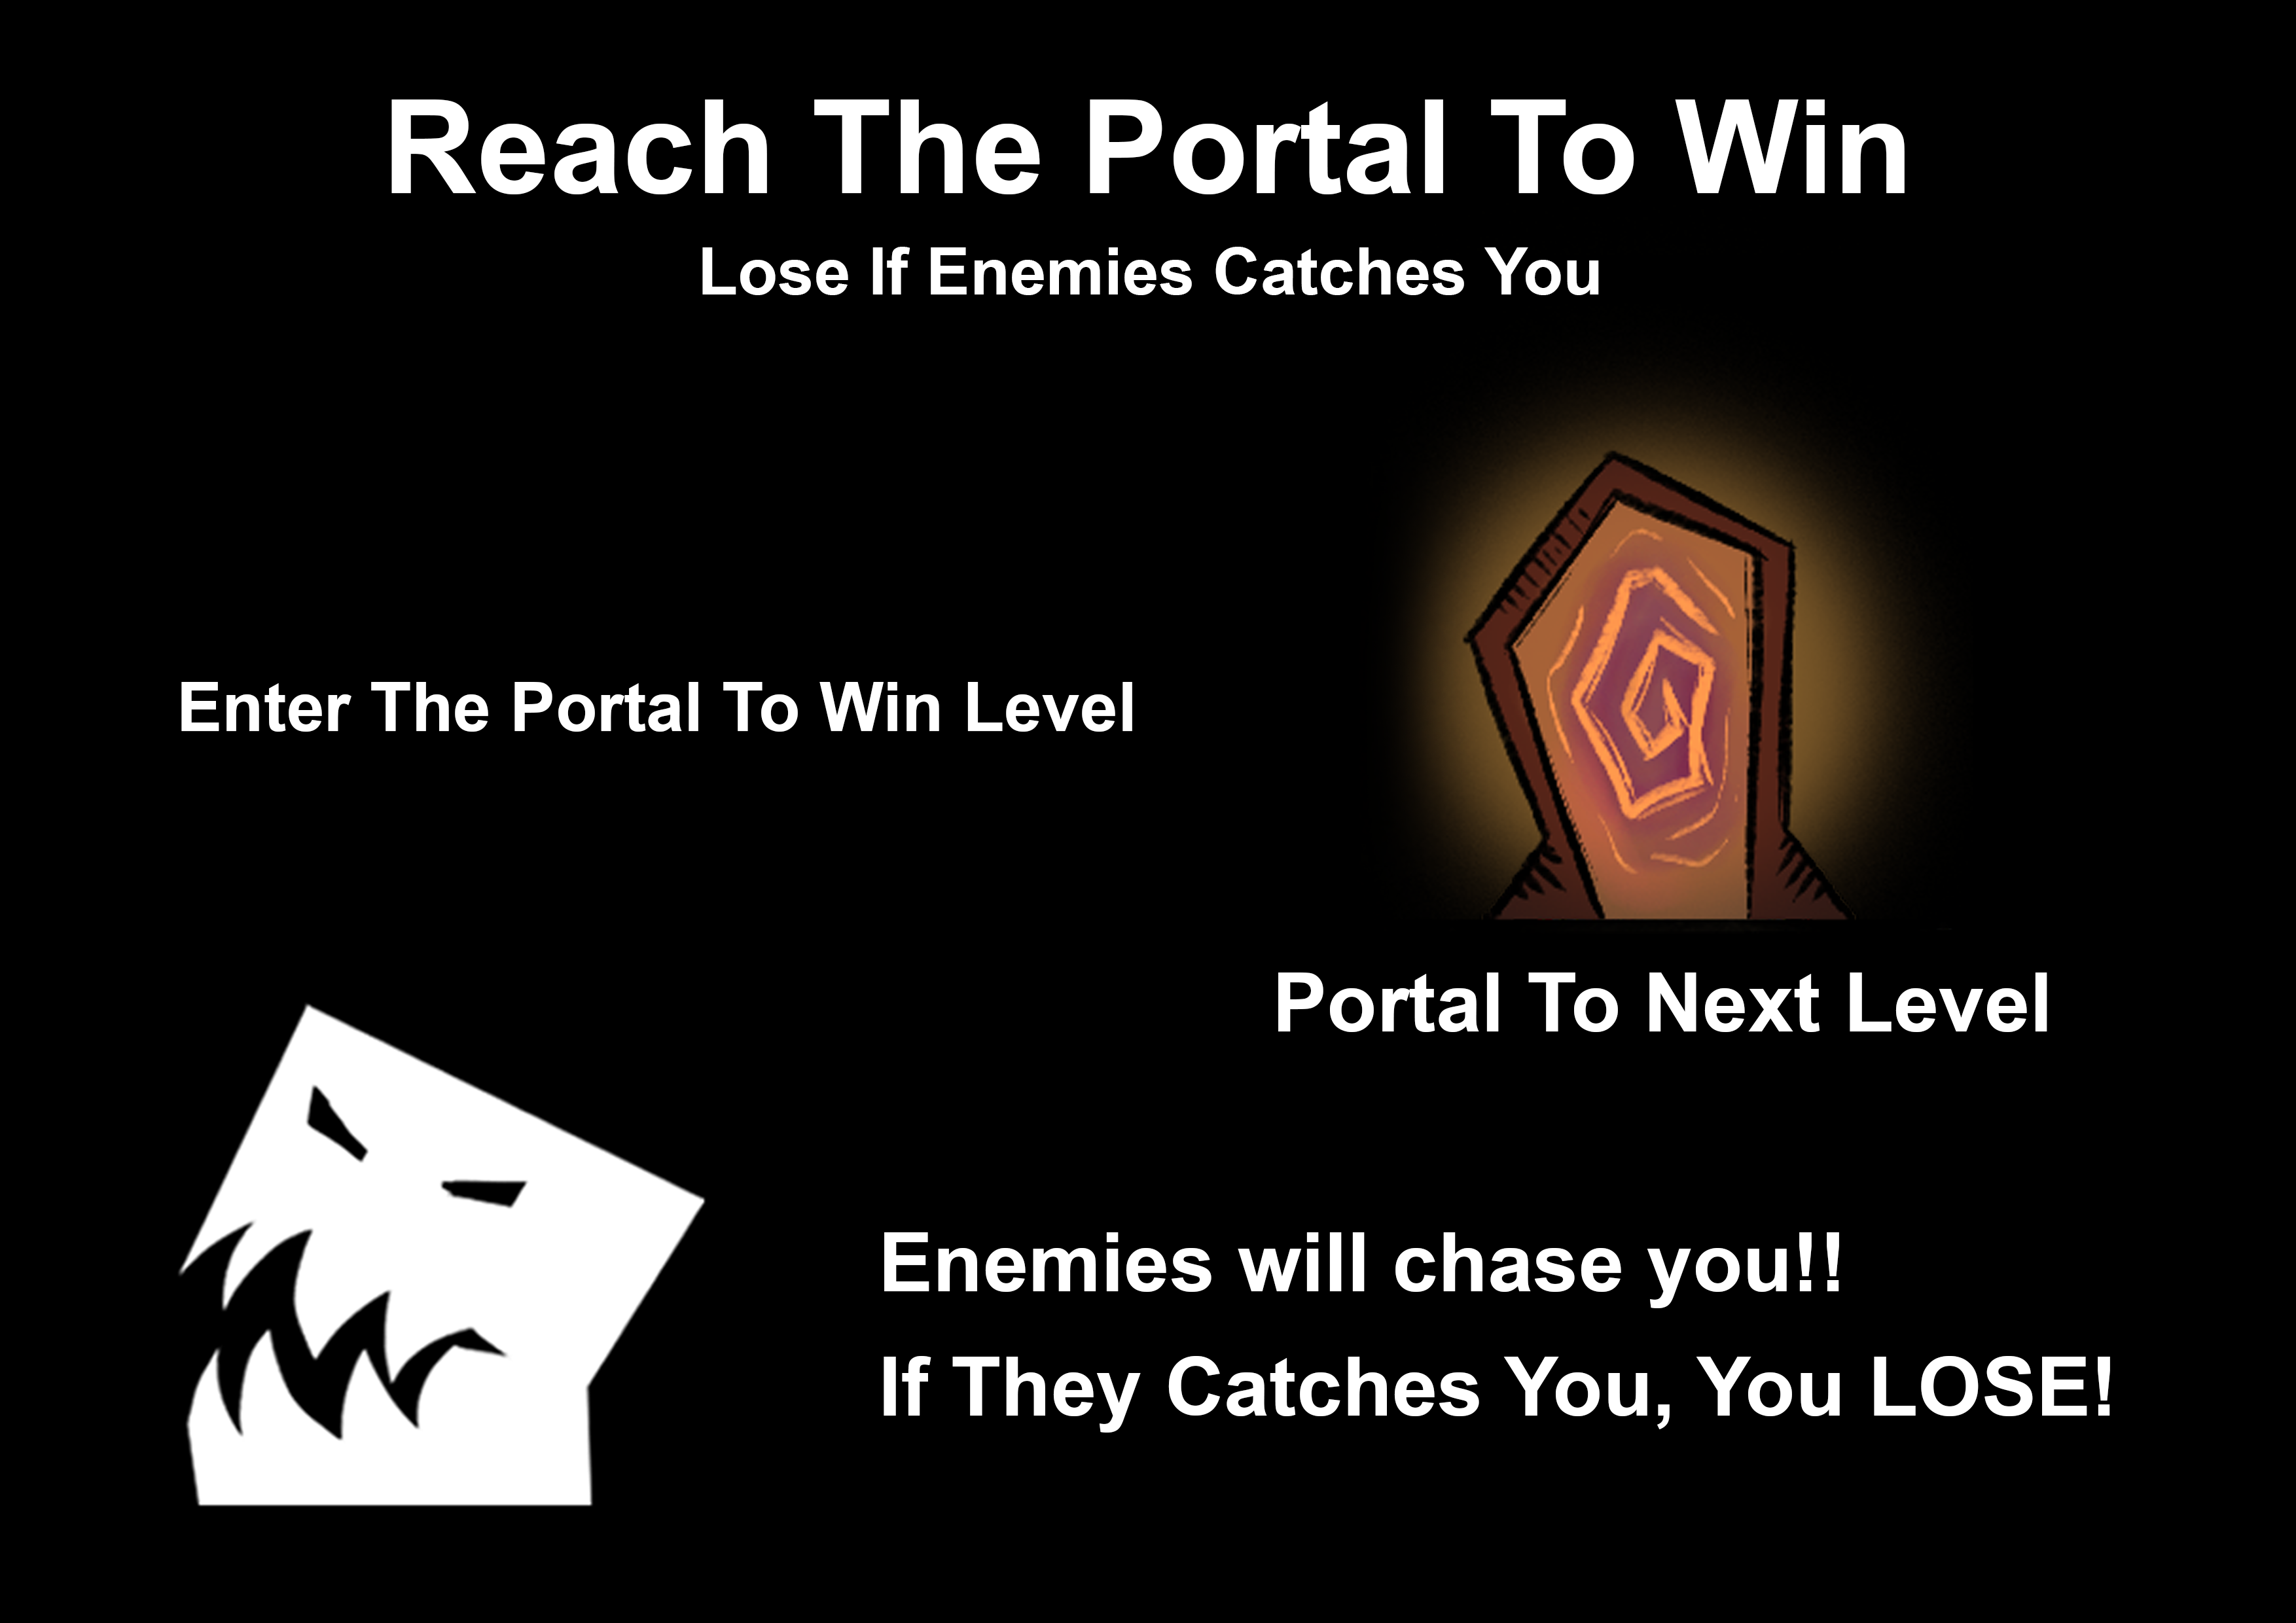 Reach The Portal To Win
Lose If Enemies Catches You
Enter The Portal To Win Level
Portal To Next Level
Enemies will chase you!!
If They Catches You, You LOSE!